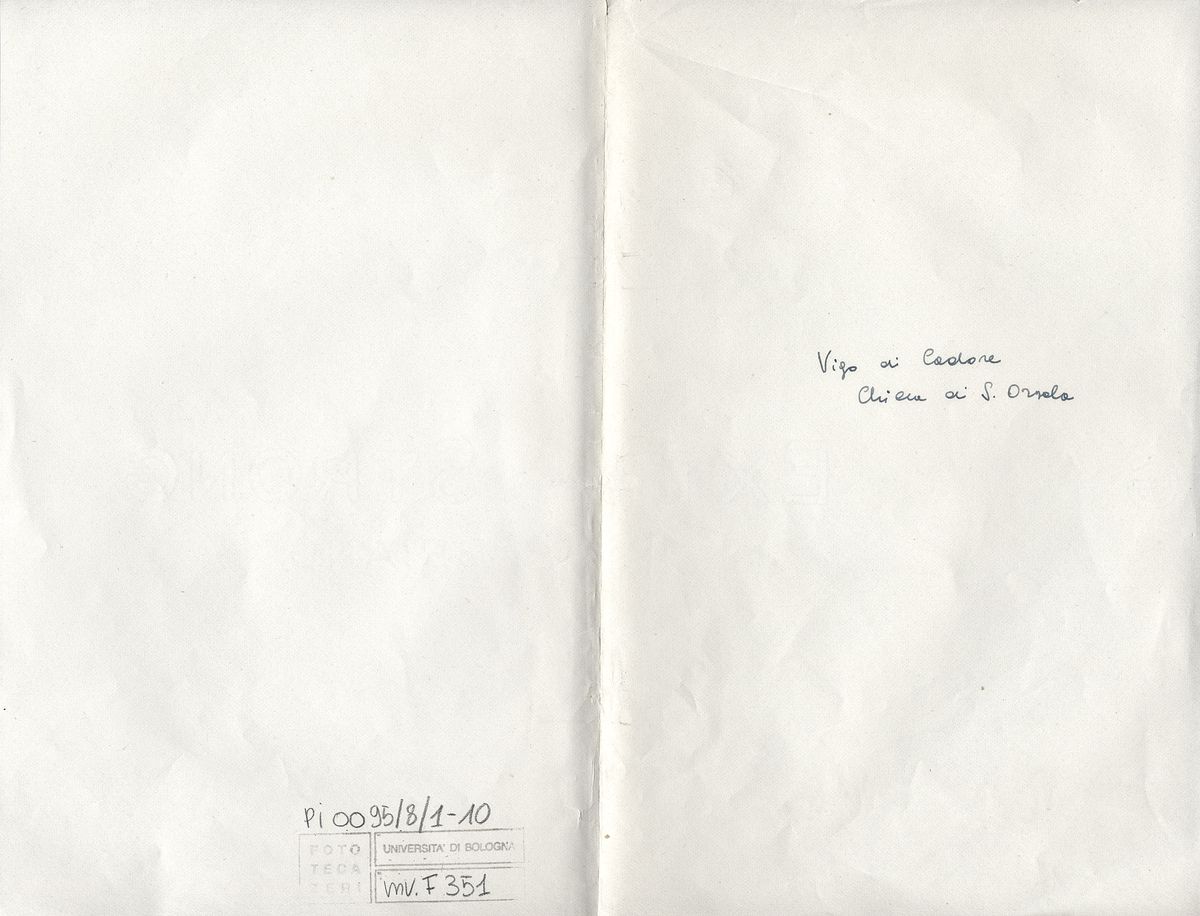 Vigo di Cadore
Chiesa di S. Orsola
Pi 0095/8/1-10
FOTO
TECA
ZERI
UNIVERSITA' DI BOLOGNA
inv. F 351